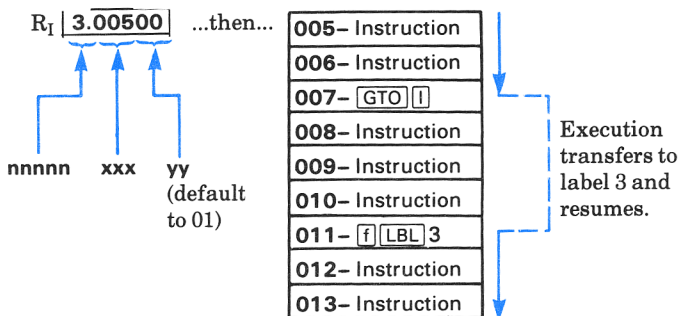 R_I 3.00500 ...then...
nnnnn xxx yy
(default
to 01)
005– Instruction
006– Instruction
007– GTO I
008– Instruction
009– Instruction
010– Instruction
011– f LBL 3
012– Instruction
013– Instruction
Execution
transfers to
label 3 and
resumes.